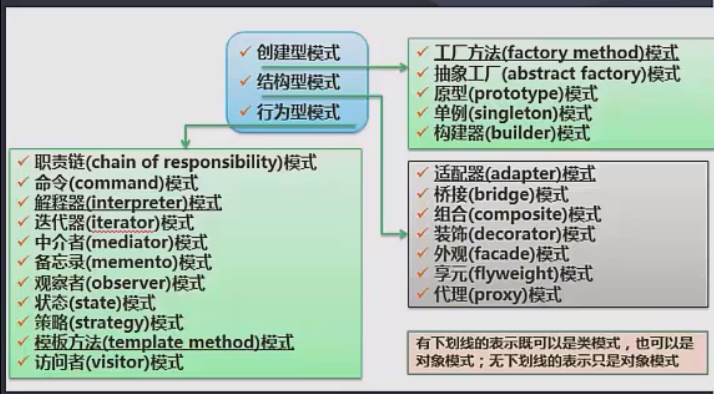 创建型模式
结构型模式
行为型模式
工厂方法(factory method)模式
抽象工厂(abstract factory)模式
原型(prototype)模式
单例(singleton)模式
构建器(builder)模式
职责链(chain of responsibility)模式
命令(command)模式
解释器(interpreter)模式
迭代器(iterator)模式
中介者(mediator)模式
备忘录(memento)模式
观察者(observer)模式
状态(state)模式
策略(strategy)模式
模板方法(template method)模式
访问者(visitor)模式
适配器(adapter)模式
桥接(bridge)模式
组合(composite)模式
装饰(decorator)模式
外观(facade)模式
享元(flyweight)模式
代理(proxy)模式
有下划线的表示既可以是类模式，也可以是
对象模式；无下划线的表示只是对象模式